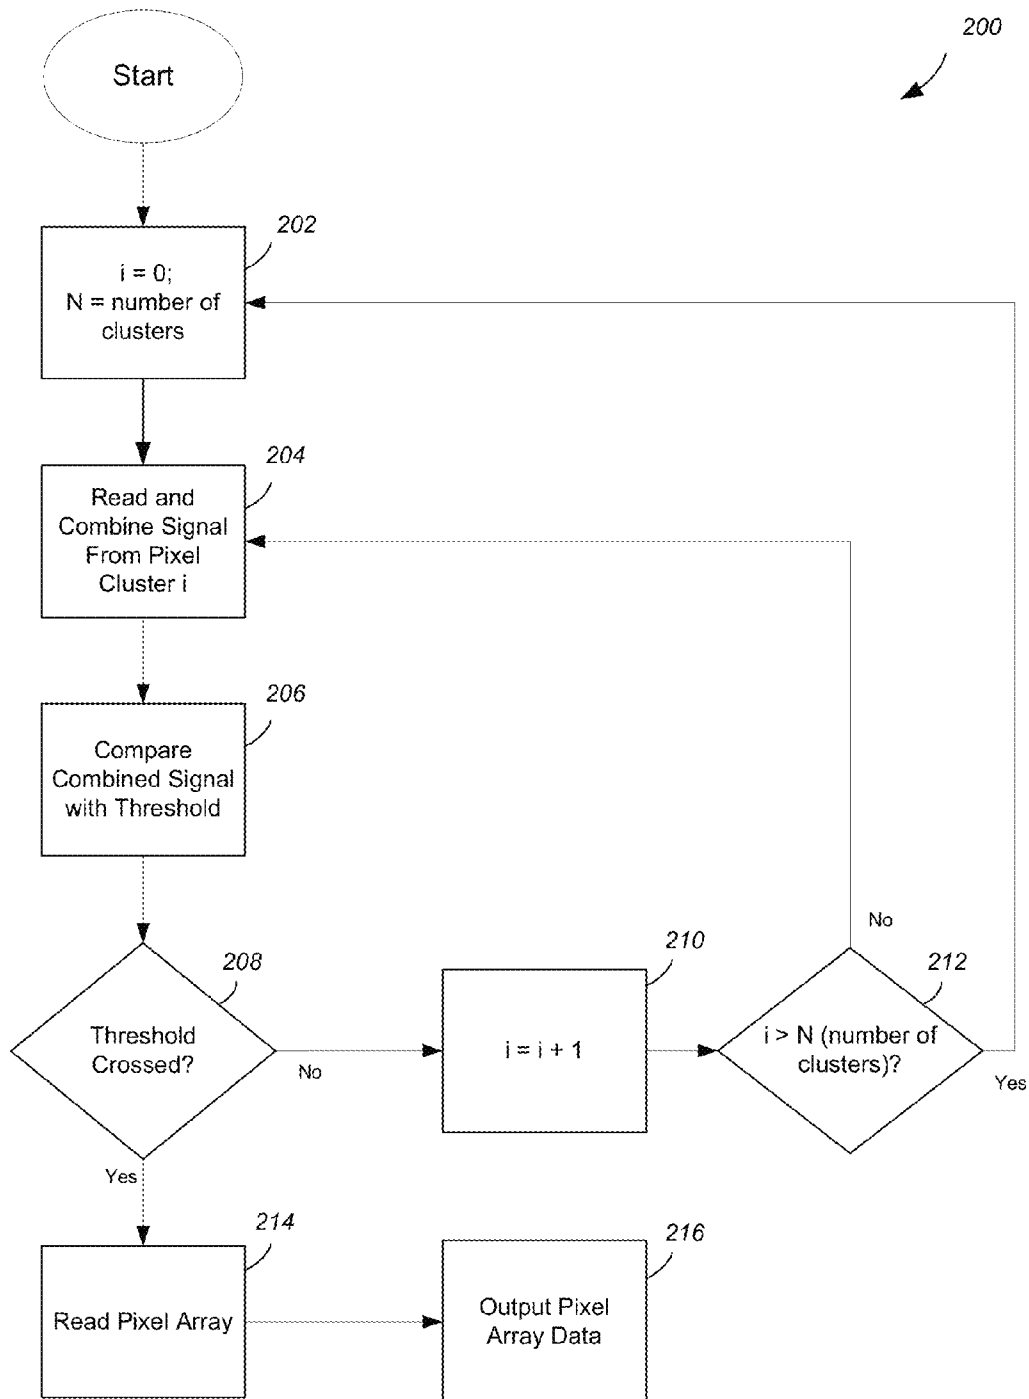 200
Start
202
i = 0;
N = number of
clusters
204
Read and
Combine Signal
From Pixel
Cluster i
206
Compare
Combined Signal
with Threshold
208
Threshold
Crossed?
No
Yes
210
i = i + 1
212
i > N (number of
clusters)?
No
Yes
214
Read Pixel Array
216
Output Pixel
Array Data